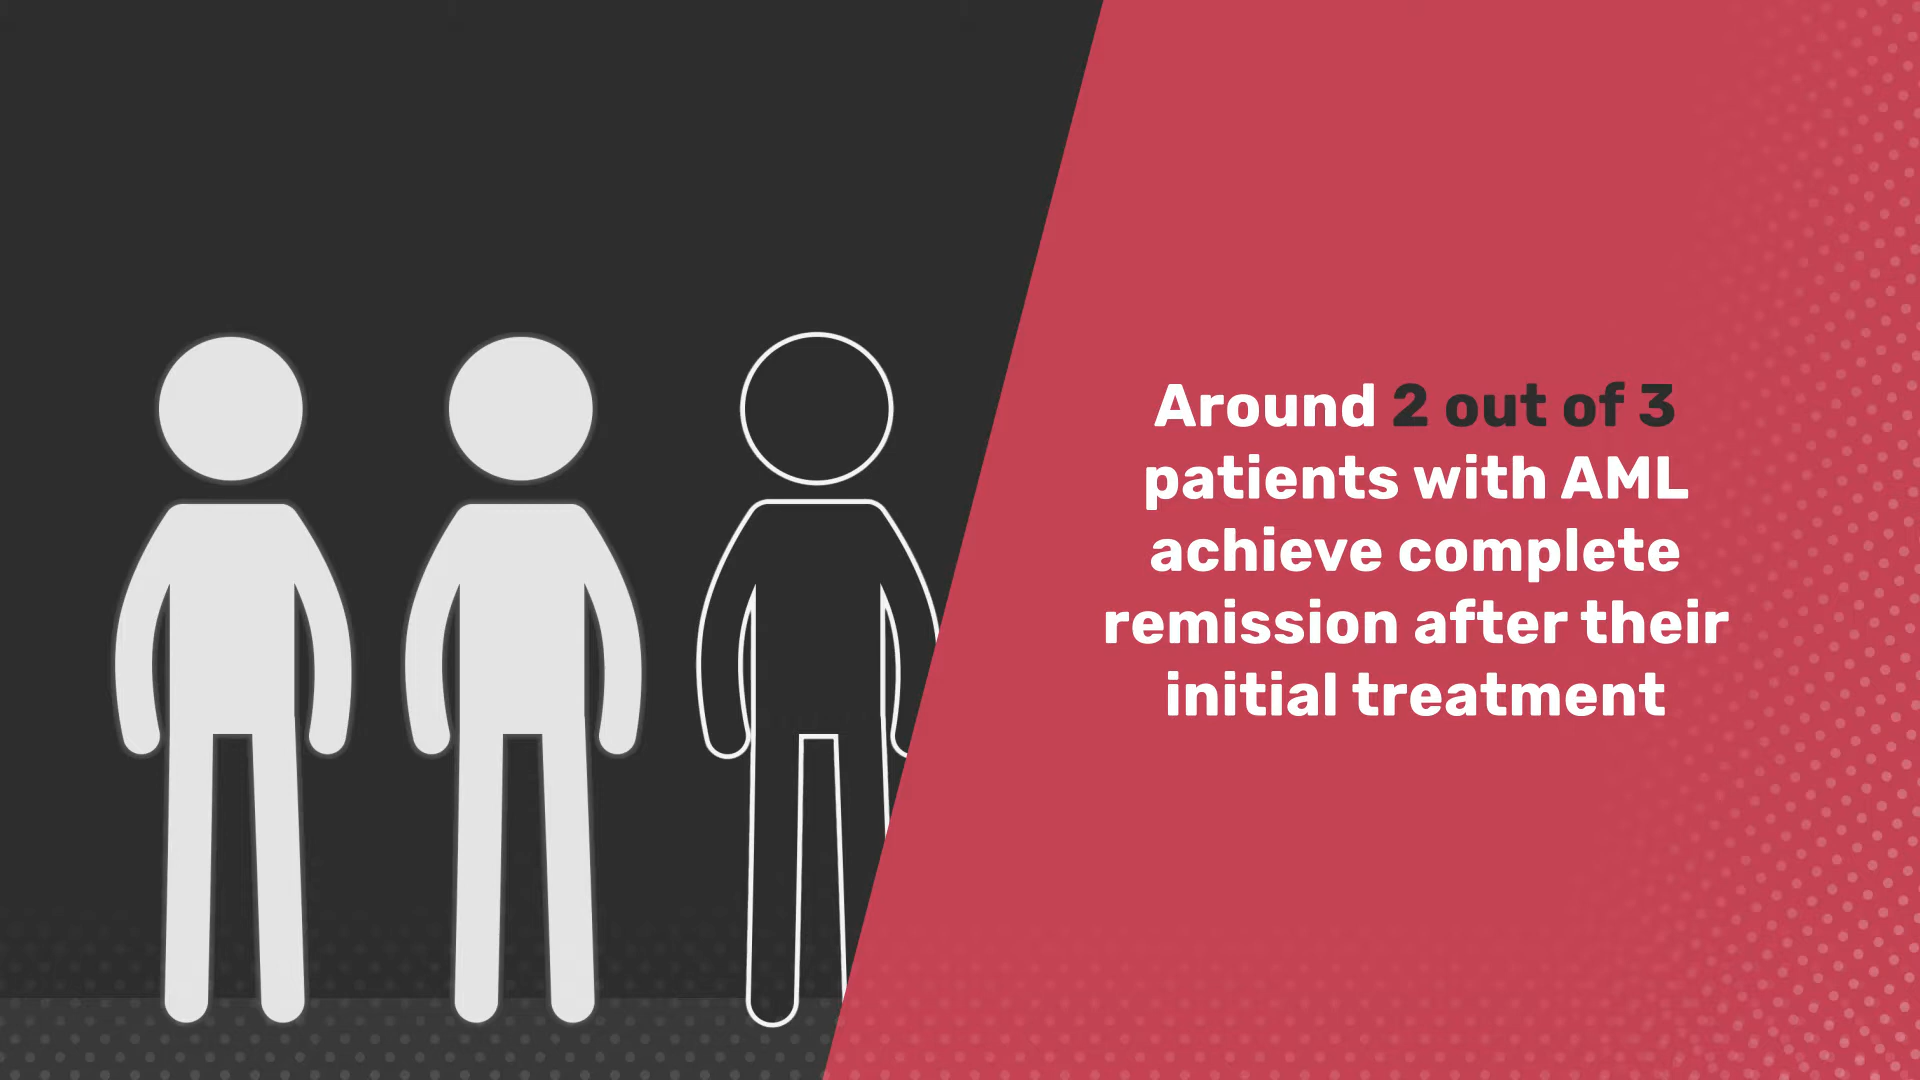 Around 2 out of 3
patients with AML
achieve complete
remission after their
initial treatment